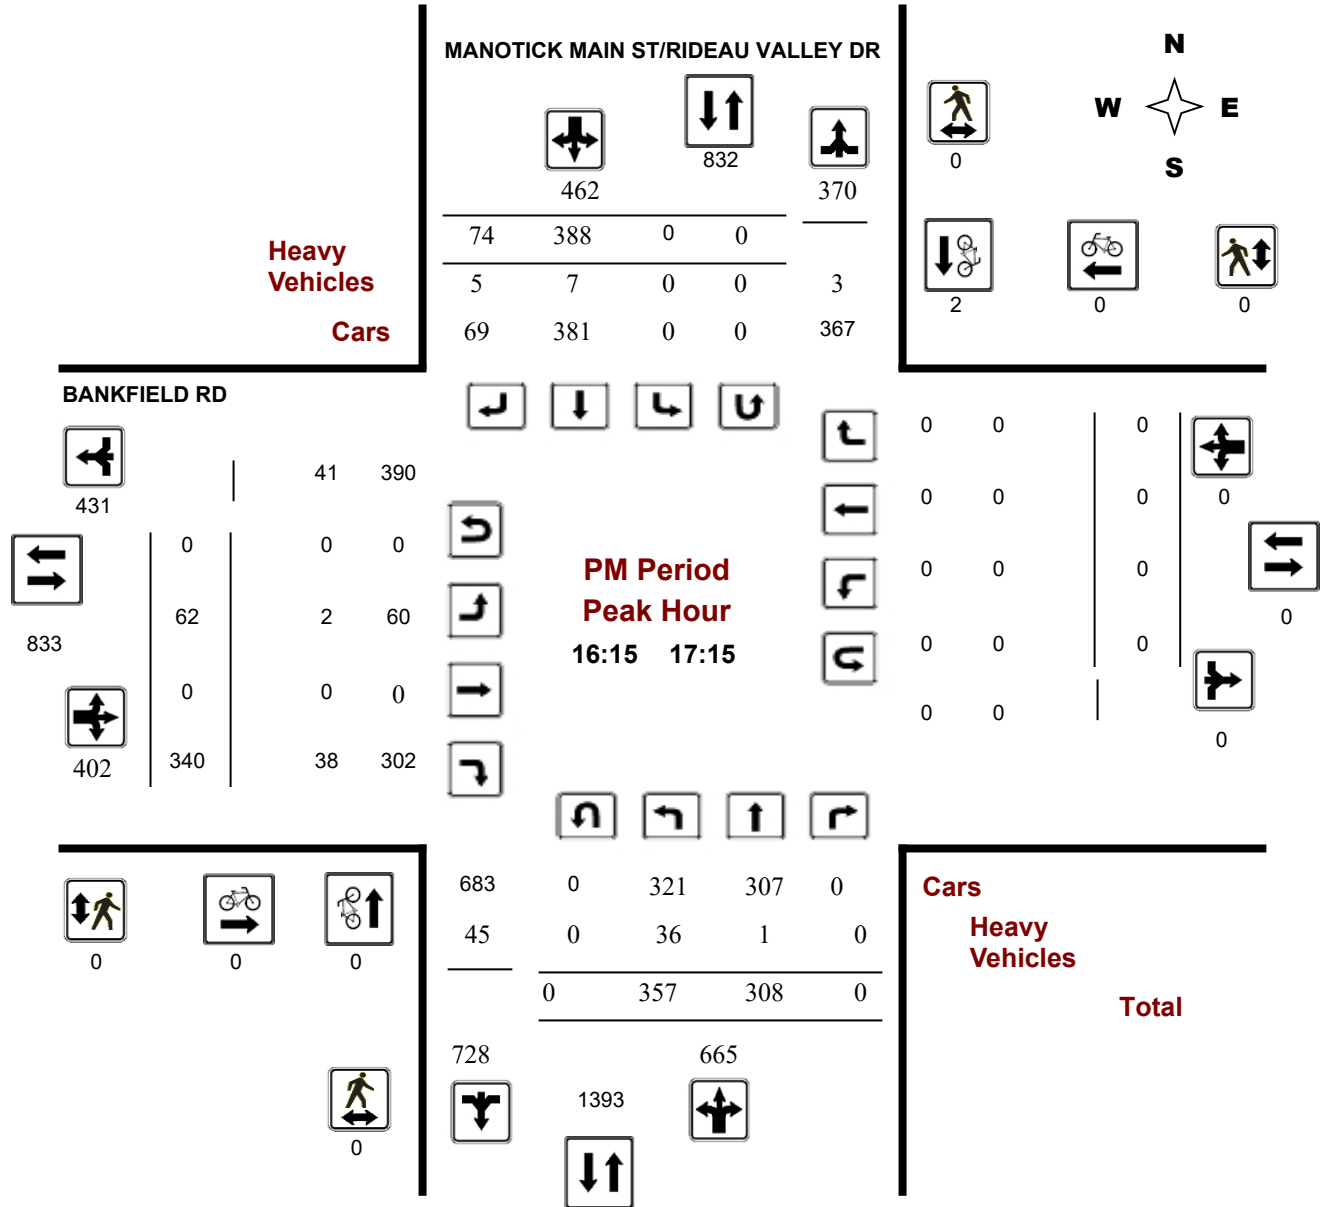 MANOTICK MAIN ST/RIDEAU VALLEY DR
N
W E
S
832
0
462 370
74 388 0 0
Heavy
Vehicles
5 7 0 0 3
2 0 0
Cars
69 381 0 0 367
BANKFIELD RD
0 0 0
41 390
431
0 0 0 0
0 0 0
PM Period
0 0 0
Peak Hour
62 2 60
0
833
16:15 17:15
0 0 0
0 0 0
0 0
0
402
340 38 302
683 0 321 307 0
Cars
45 0 36 1 0
Heavy
Vehicles
0 0 0
0 357 308 0
Total
728 665
1393
0